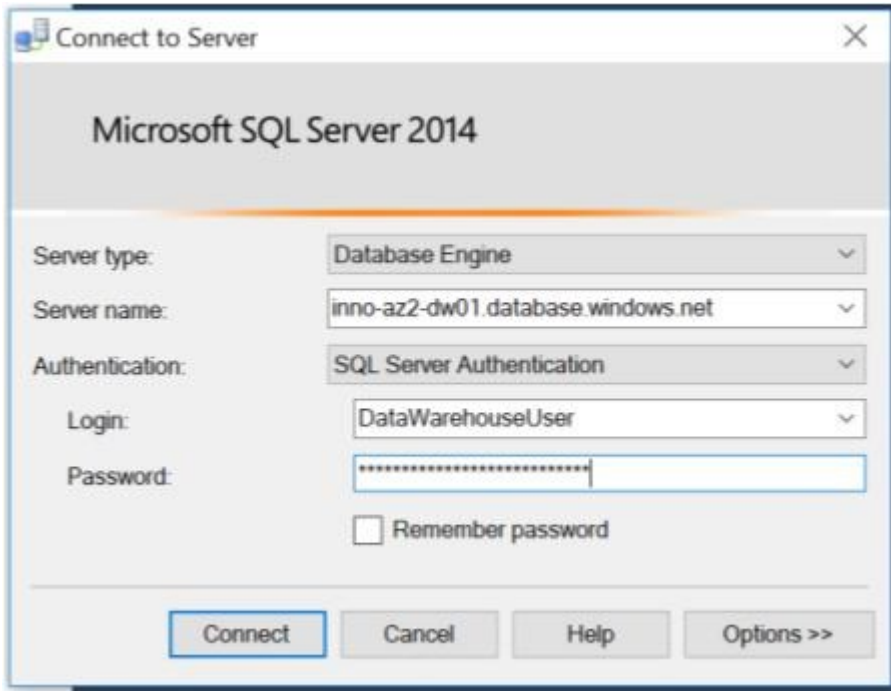 Connect to Server
Microsoft SQL Server 2014
Server type: Database Engine
Server name: inno-az2-dw01.database.windows.net
Authentication: SQL Server Authentication
Login: DataWarehouseUser
Password: ***************************
Remember password
Connect Cancel Help Options >>